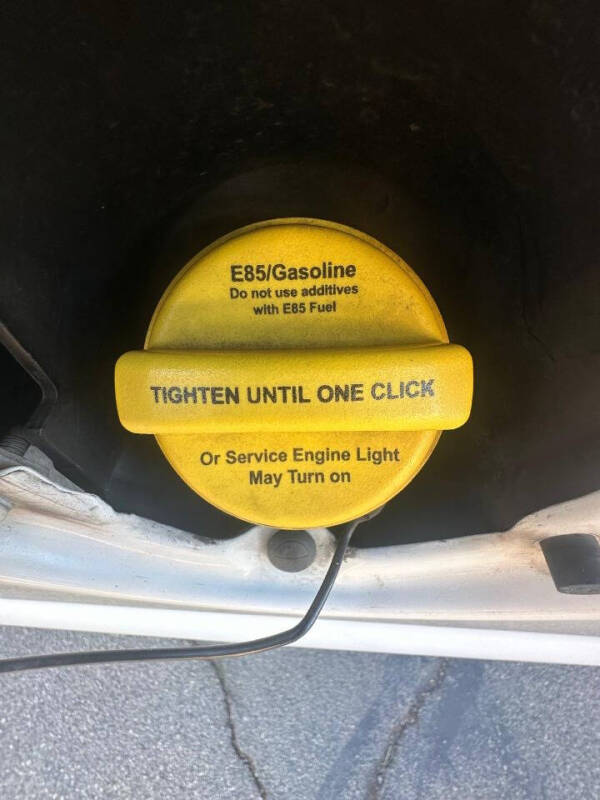 E85/Gasoline
Do not use additives
with E85 Fuel
TIGHTEN UNTIL ONE CLICK
Or Service Engine Light
May Turn on